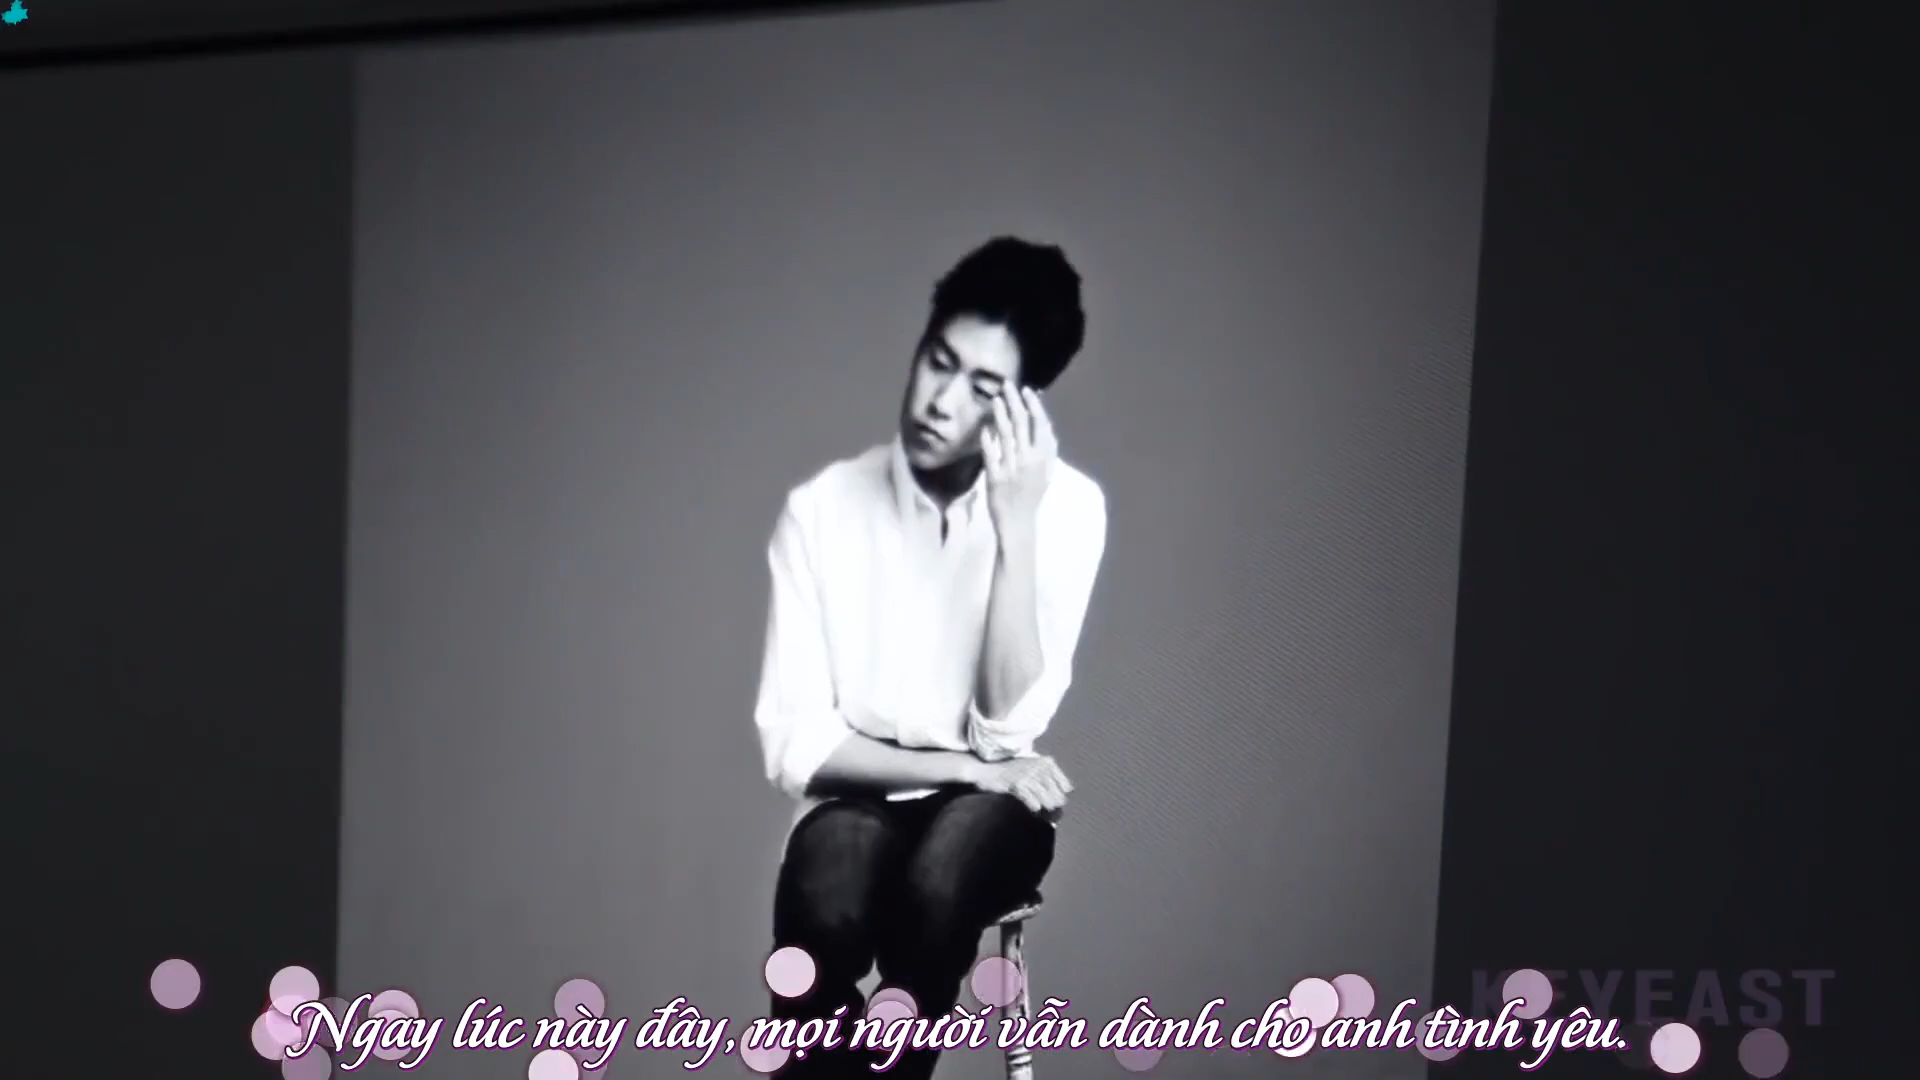 KEYEAST
Ngay lúc này đây, mọi người vẫn dành cho anh tình yêu.